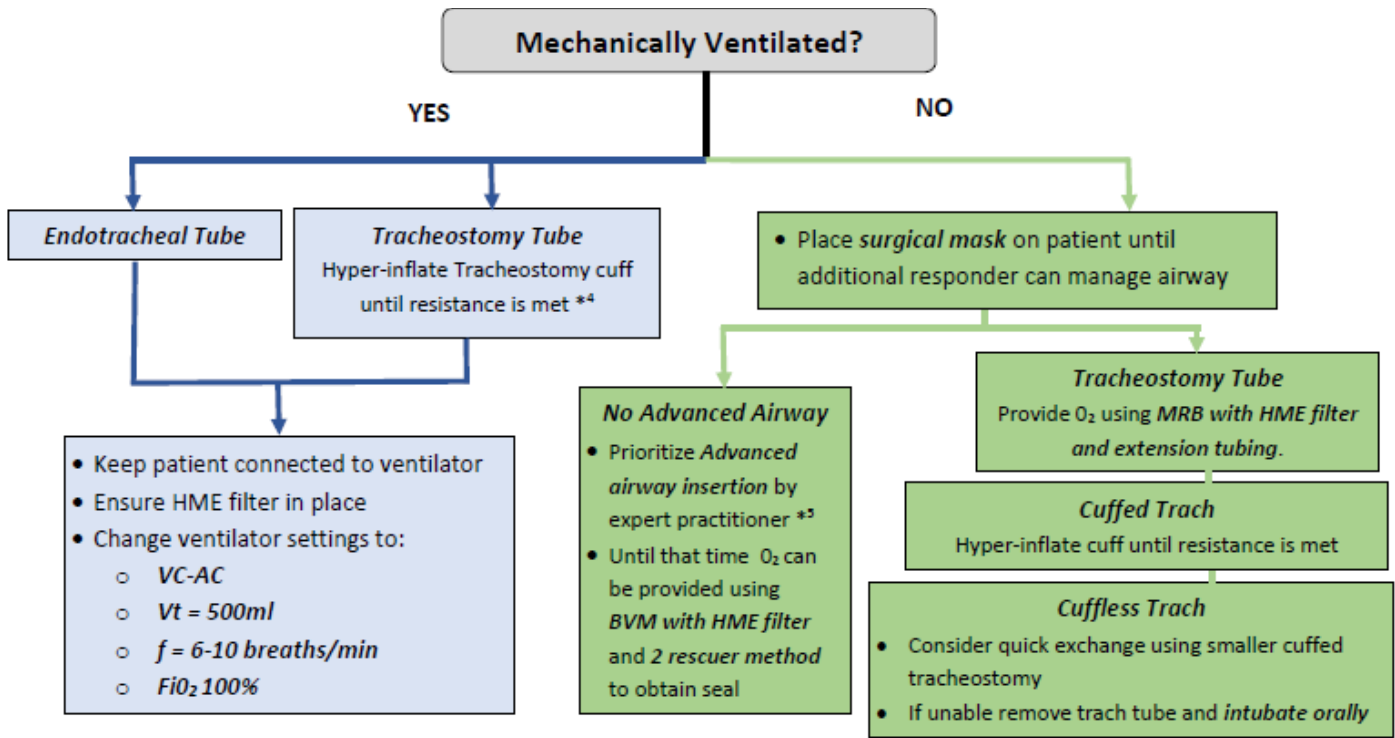 Mechanically Ventilated?
YES
NO
Endotracheal Tube
Tracheostomy Tube
Hyper-inflate Tracheostomy cuff
until resistance is met *⁴
• Place surgical mask on patient until
additional responder can manage airway
• Keep patient connected to ventilator
• Ensure HME filter in place
• Change ventilator settings to:
o VC-AC
o Vt = 500ml
o f = 6-10 breaths/min
o Fi0₂ 100%
No Advanced Airway
• Prioritize Advanced
airway insertion by
expert practitioner *⁵
• Until that time 0₂ can
be provided using
BVM with HME filter
and 2 rescuer method
to obtain seal
Tracheostomy Tube
Provide 0₂ using MRB with HME filter
and extension tubing.
Cuffed Trach
Hyper-inflate cuff until resistance is met
Cuffless Trach
• Consider quick exchange using smaller cuffed
tracheostomy
• If unable remove trach tube and intubate orally